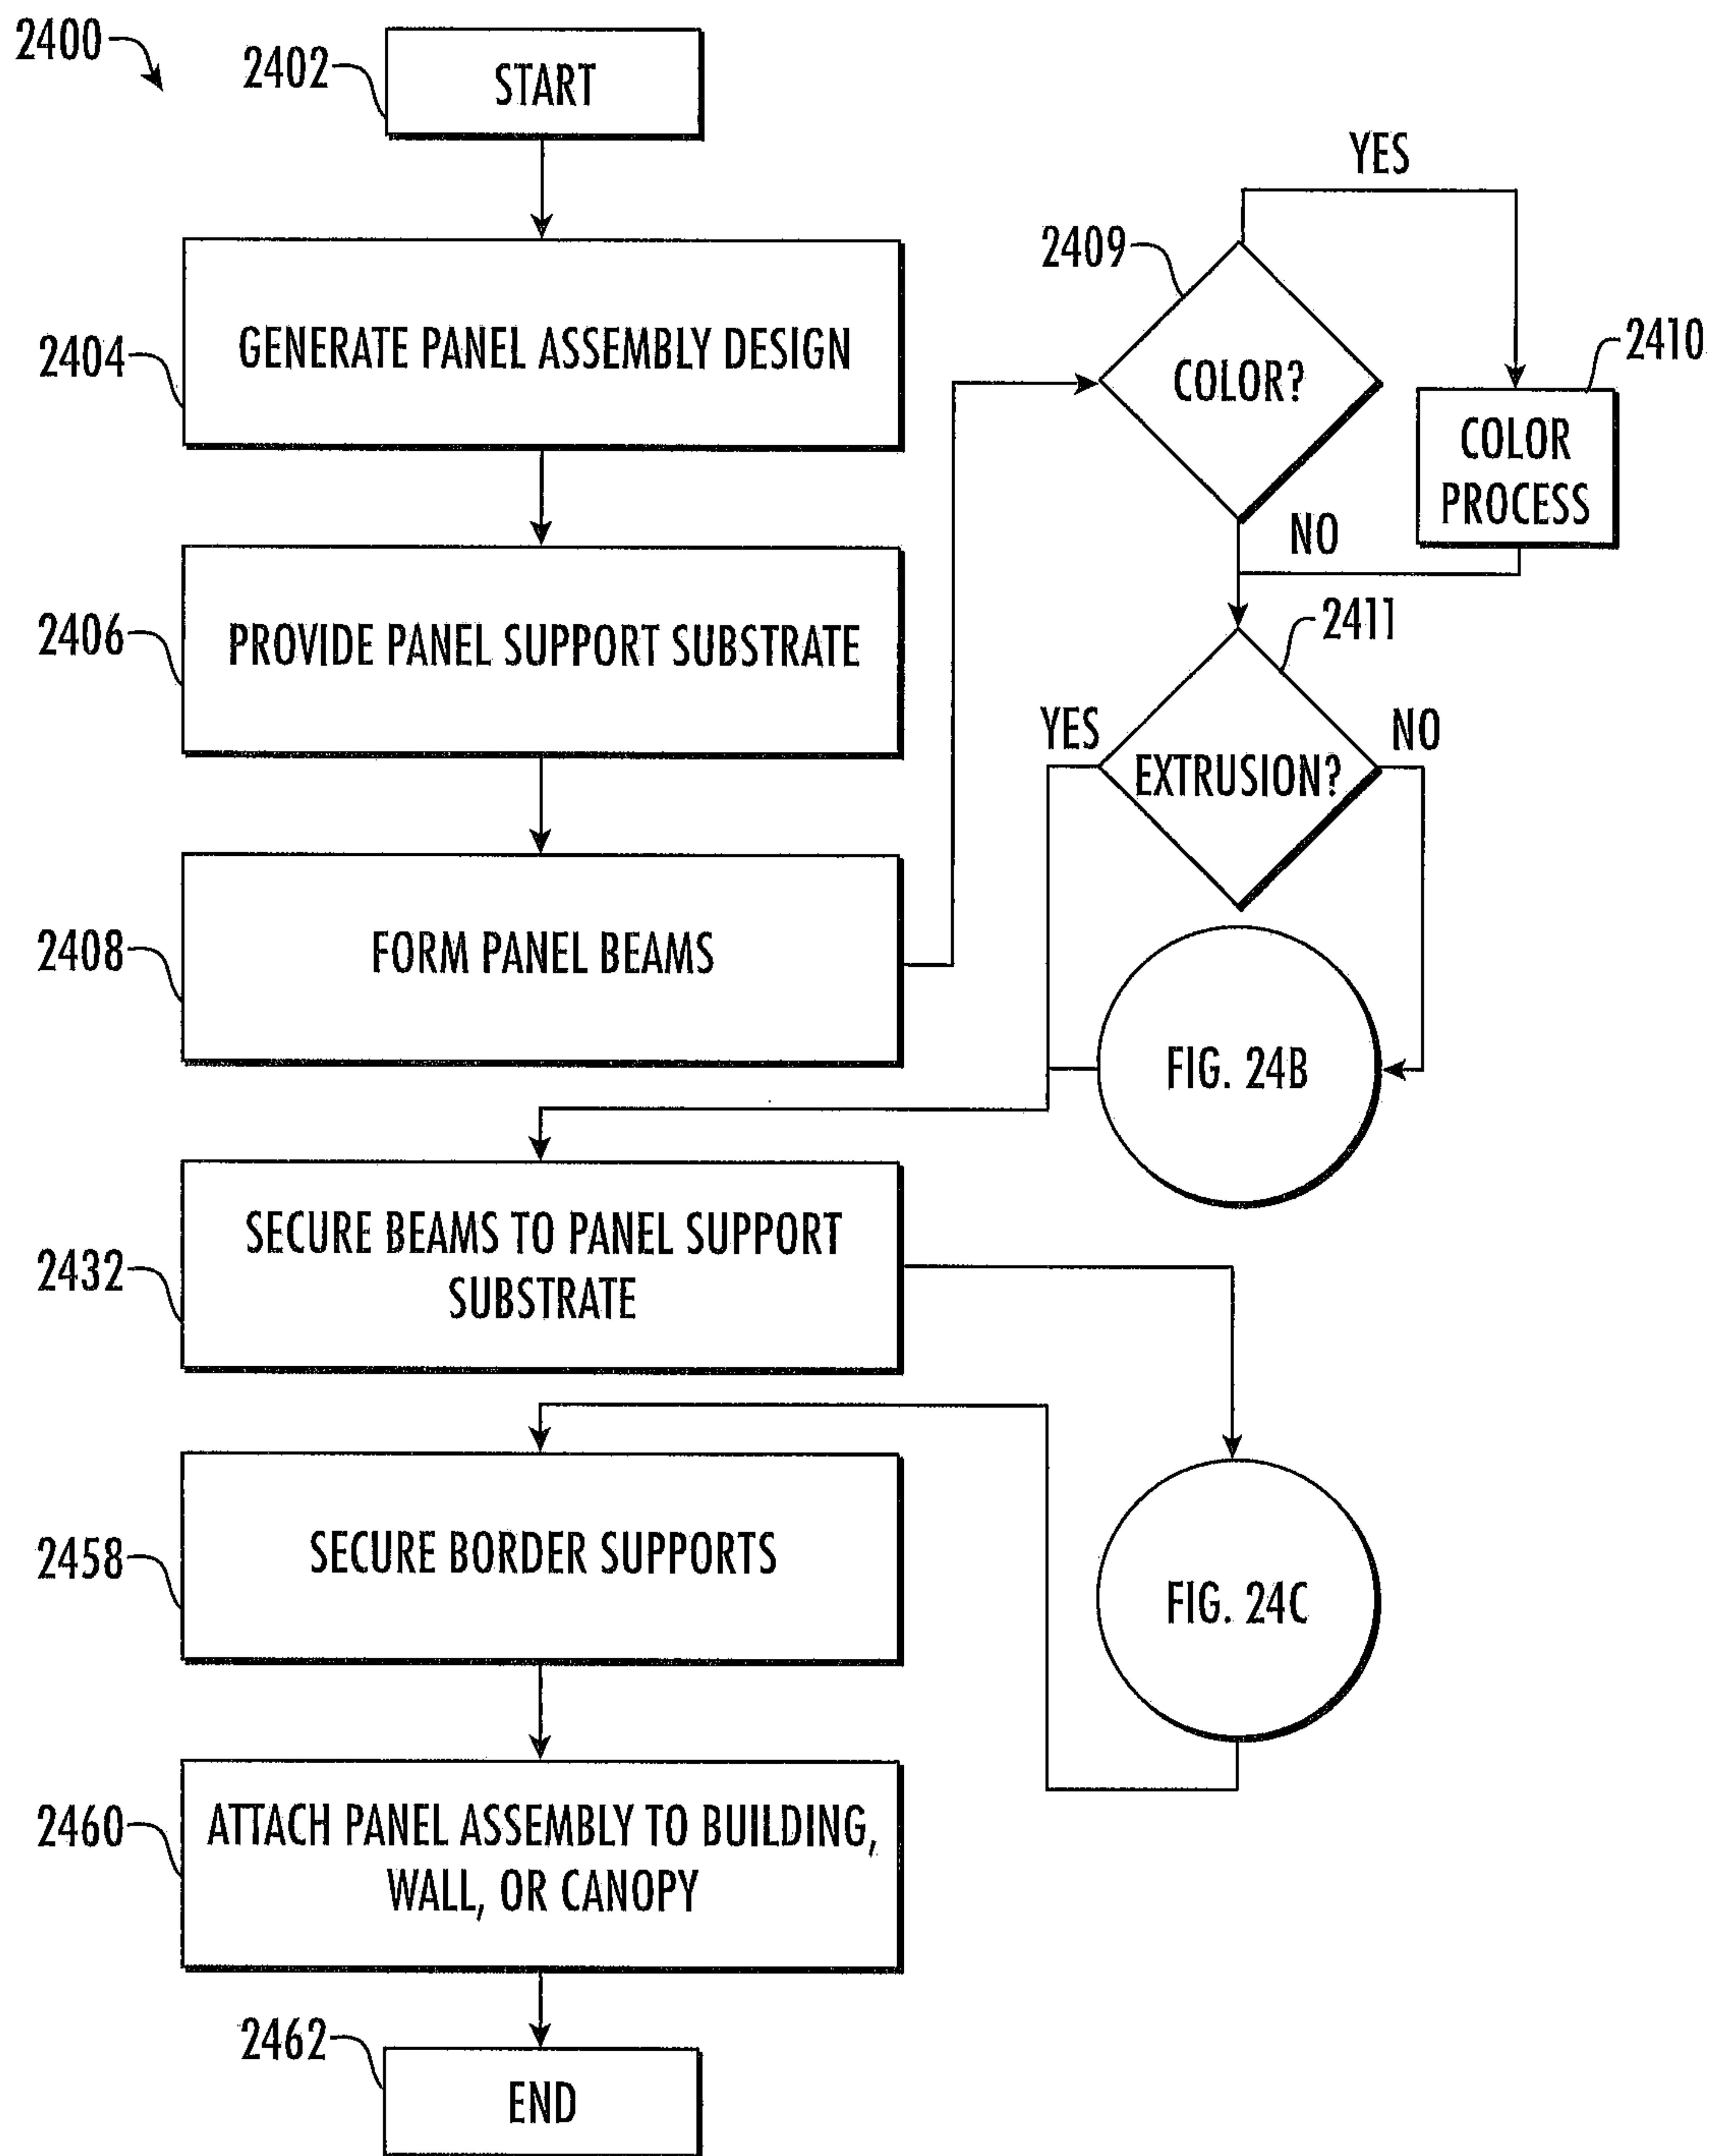 2400
2402
START
2404
GENERATE PANEL ASSEMBLY DESIGN
2406
PROVIDE PANEL SUPPORT SUBSTRATE
2408
FORM PANEL BEAMS
YES
2409
COLOR?
2410
COLOR
PROCESS
NO
2411
YES
NO
EXTRUSION?
FIG. 24B
2432
SECURE BEAMS TO PANEL SUPPORT
SUBSTRATE
FIG. 24C
2458
SECURE BORDER SUPPORTS
2460
ATTACH PANEL ASSEMBLY TO BUILDING,
WALL, OR CANOPY
2462
END